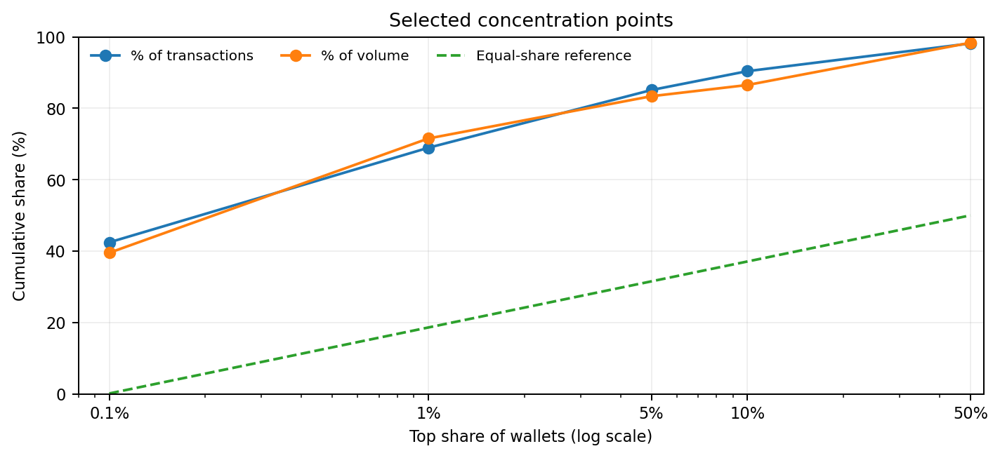 Selected concentration points
% of transactions % of volume Equal-share reference
100
80
60
40
20
0
Cumulative share (%)
0.1% 1% 5% 10% 50%
Top share of wallets (log scale)